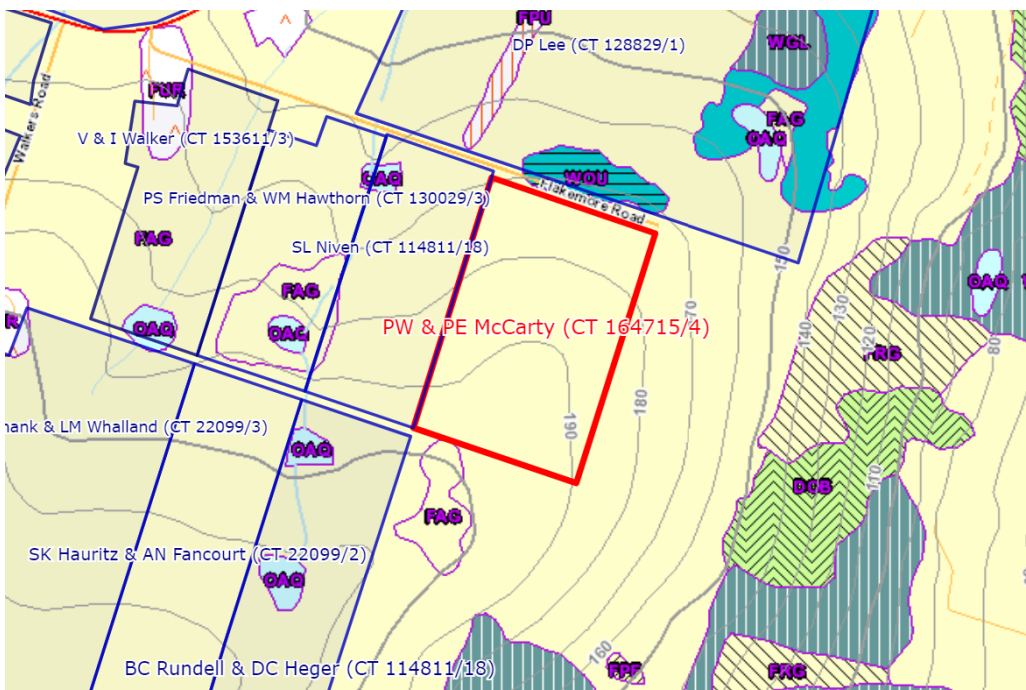 FPU
DP Lee (CT 128829/1)
WGL
FUR
FAG
OAQ
Walkers Road
V & I Walker (CT 153611/3)
OAQ
WOU
PS Friedman & WM Hawthorn (CT 130029/3)
Flakemore Road
FAG
SL Niven (CT 114811/18)
150
FAG
OAQ
130
140
120
FRG
80
70
R
OAQ
OAQ
PW & PE McCarty (CT 164715/4)
180
190
hank & LM Whalland (CT 22099/3)
OAQ
110
DOB
FAG
SK Hauritz & AN Fancourt (CT 22099/2)
OAQ
160
BC Rundell & DC Heger (CT 114811/18)
FPF
FRG